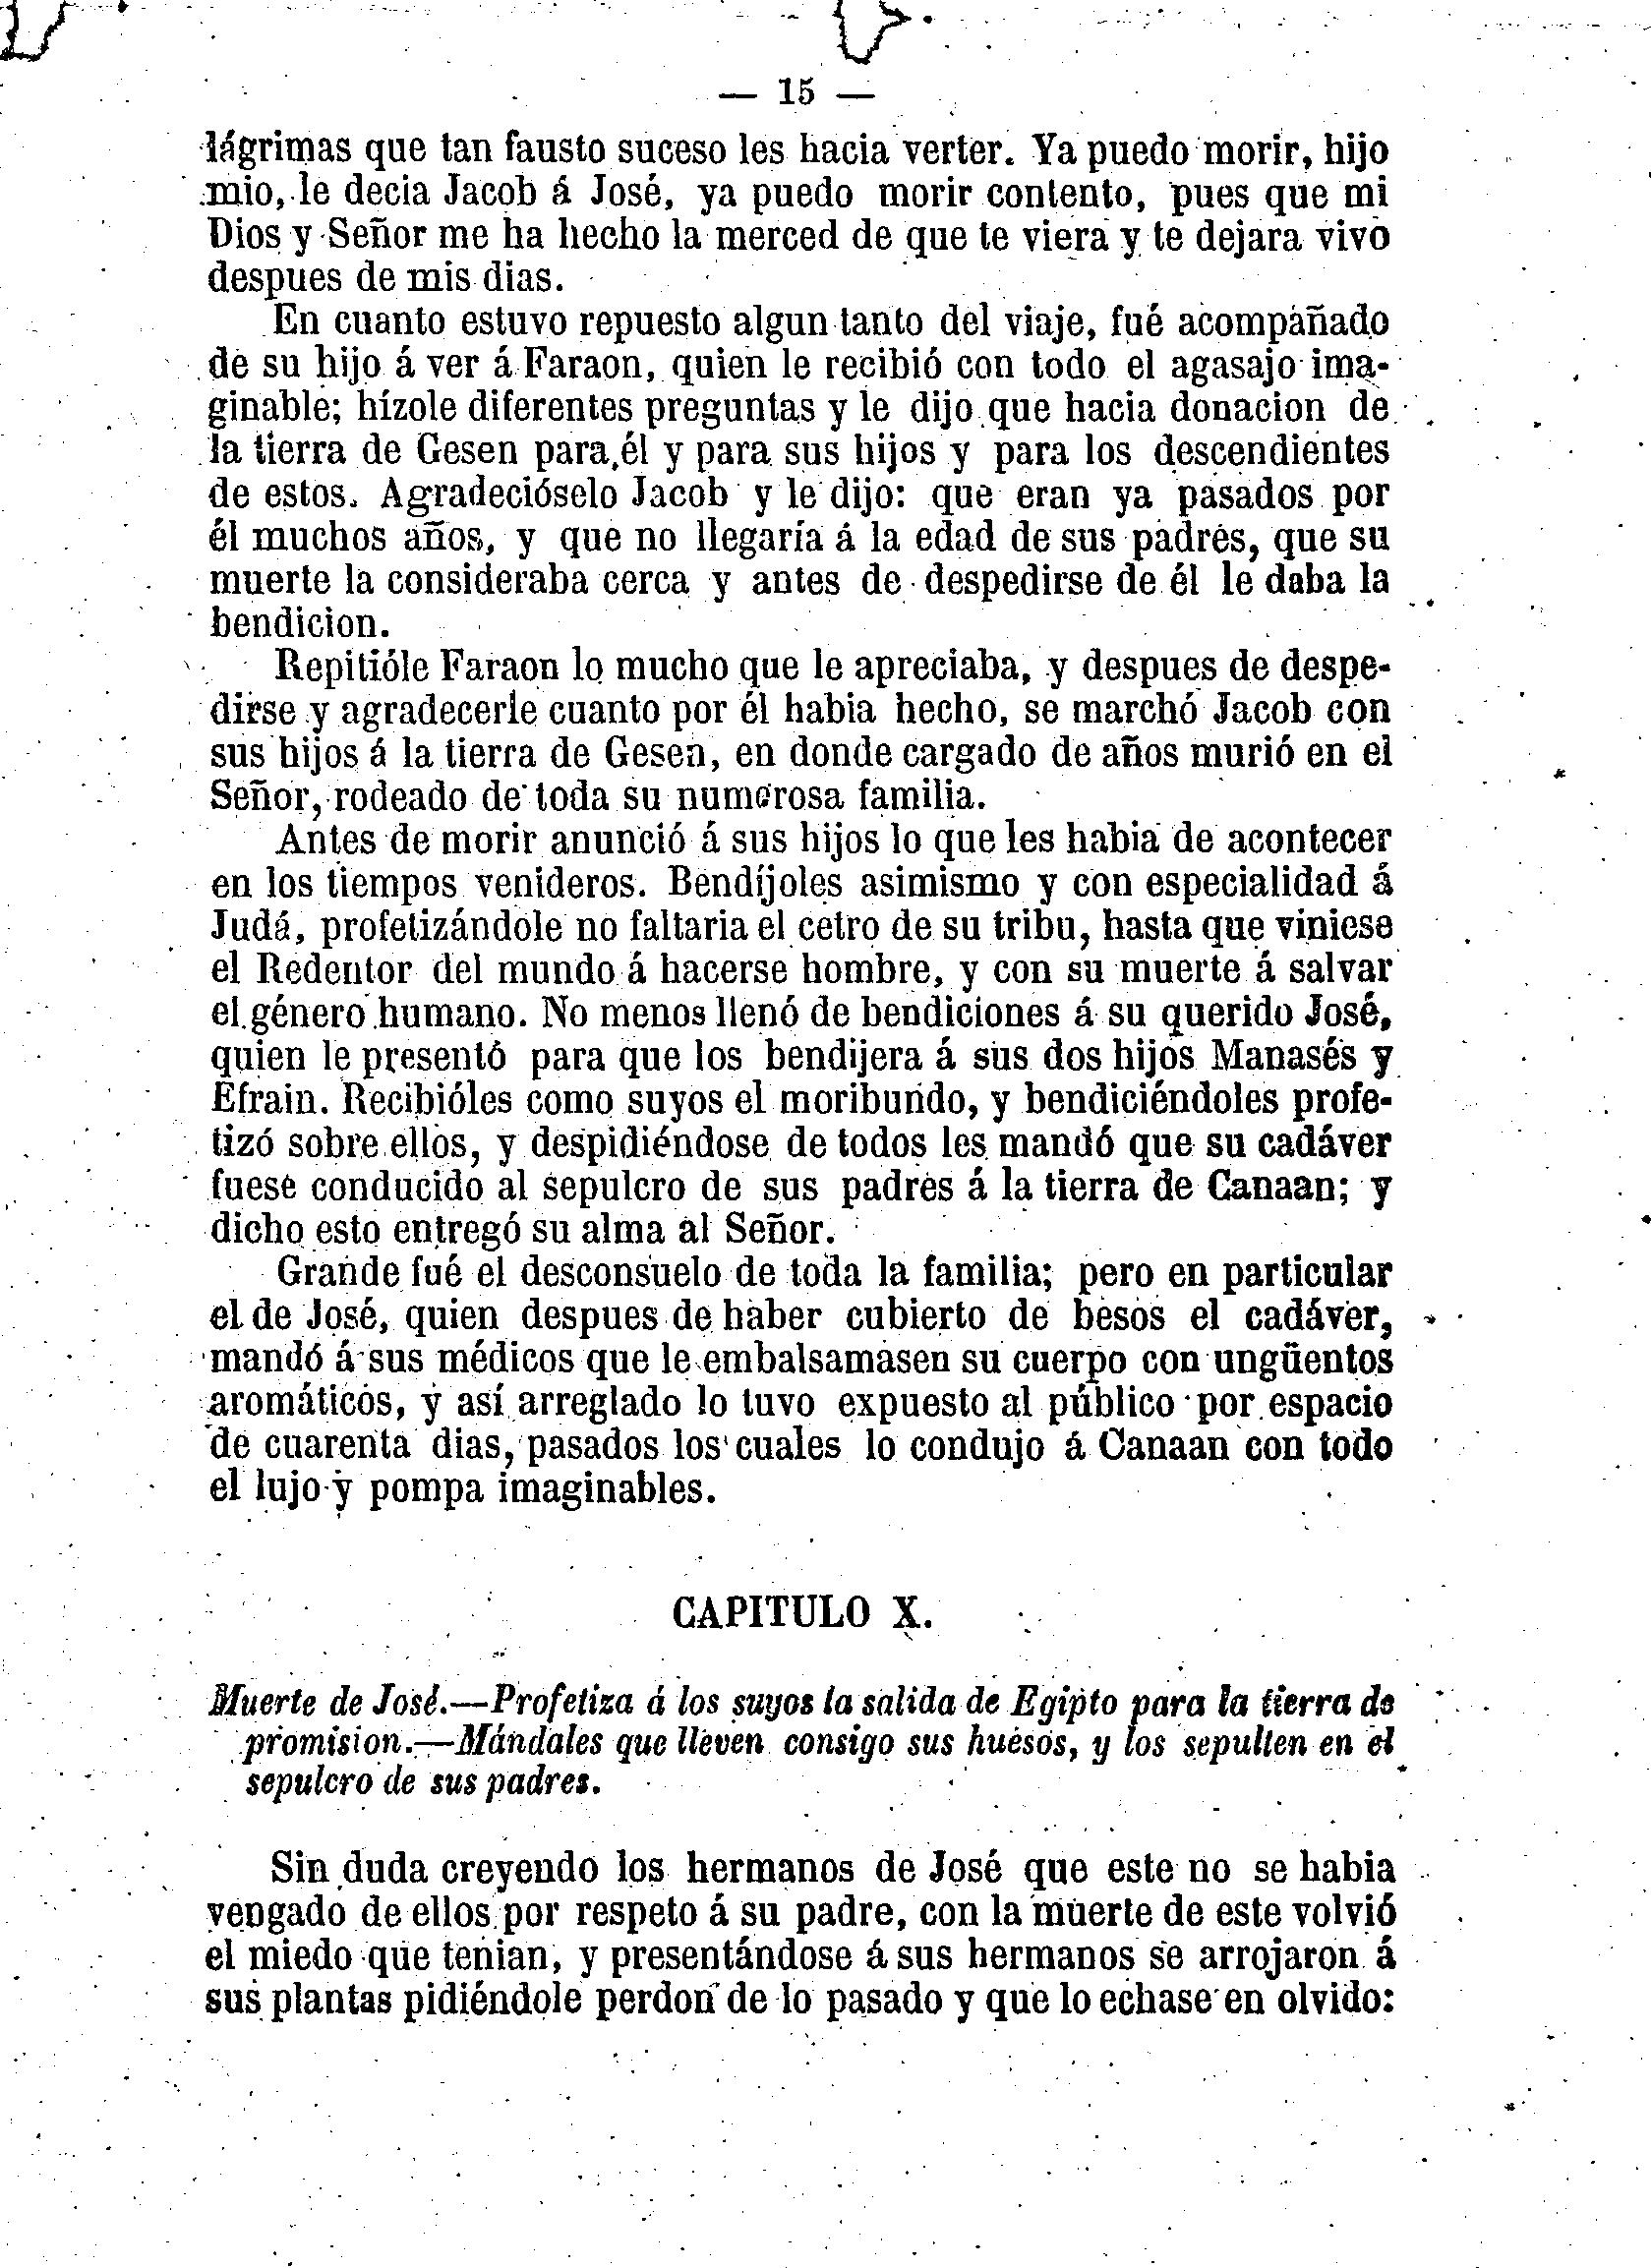 — 15 —
lágrimas que tan fausto suceso les hacia verter. Ya puedo morir, hijo
mio, le decia Jacob á José, ya puedo morir contento, pues que mi
Dios y Señor me ha hecho la merced de que te viera y te dejara vivo
despues de mis dias.
En cuanto estuvo repuesto algun tanto del viaje, fué acompañado
de su hijo á ver á Faraon, quien le recibió con todo el agasajo ima-
ginable; hízole diferentes preguntas y le dijo que hacia donacion de
la tierra de Gesen para él y para sus hijos y para los descendientes
de estos. Agradecióselo Jacob y le dijo: que eran ya pasados por
él muchos años, y que no llegaría á la edad de sus padres, que su
muerte la consideraba cerca y antes de despedirse de él le daba la
bendicion.
Repitióle Faraon lo mucho que le apreciaba, y despues de despe-
dirse y agradecerle cuanto por él habia hecho, se marchó Jacob con
sus hijos á la tierra de Gesen, en donde cargado de años murió en el
Señor, rodeado de toda su numerosa familia.
Antes de morir anunció á sus hijos lo que les habia de acontecer
en los tiempos venideros. Bendíjoles asimismo y con especialidad á
Judá, profetizándole no faltaria el cetro de su tribu, hasta que viniese
el Redentor del mundo á hacerse hombre, y con su muerte á salvar
el género humano. No menos llenó de bendiciones á su querido José,
quien le presentó para que los bendijera á sus dos hijos Manasés y
Efrain. Recibióles como suyos el moribundo, y bendiciéndoles profe-
tizó sobre ellos, y despidiéndose de todos les mandó que su cadáver
fuese conducido al sepulcro de sus padres á la tierra de Canaan; y
dicho esto entregó su alma al Señor.
Grande fué el desconsuelo de toda la familia; pero en particular
el de José, quien despues de haber cubierto de besos el cadáver,
mandó á sus médicos que le embalsamasen su cuerpo con ungüentos
aromáticos, y así arreglado lo tuvo expuesto al público por espacio
de cuarenta dias, pasados los cuales lo condujo á Canaan con todo
el lujo y pompa imaginables.
CAPITULO X.
Muerte de José.—Profetiza á los suyos la salida de Egipto para la tierra de
promision.—Mándales que lleven consigo sus huesos, y los sepulten en el
sepulcro de sus padres.
Sin duda creyendo los hermanos de José que este no se habia
vengado de ellos por respeto á su padre, con la muerte de este volvió
el miedo que tenian, y presentándose á sus hermanos se arrojaron á
sus plantas pidiéndole perdon de lo pasado y que lo echase en olvido: